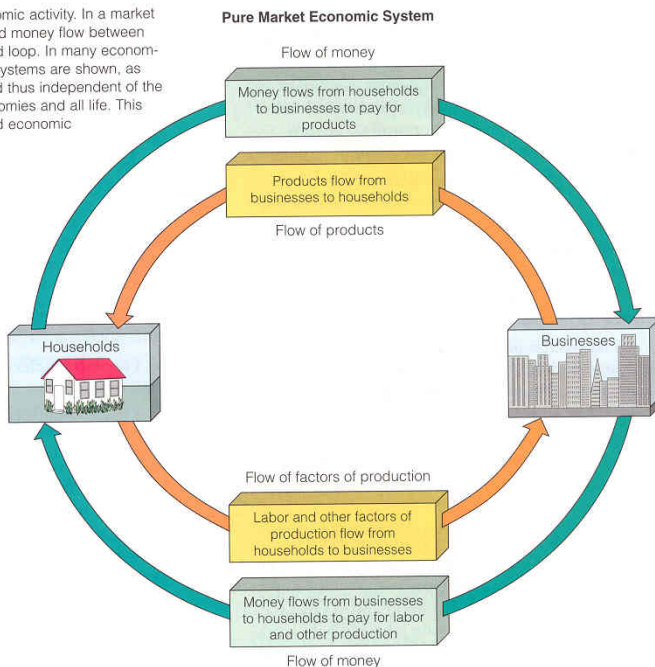 omic activity. In a market
d money flow between
d loop. In many econom-
ystems are shown, as
d thus independent of the
omies and all life. This
d economic
Pure Market Economic System
Flow of money
Money flows from households
to businesses to pay for
products
Products flow from
businesses to households
Flow of products
Households
Businesses
Flow of factors of production
Labor and other factors of
production flow from
households to businesses
Money flows from businesses
to households to pay for labor
and other production
Flow of money